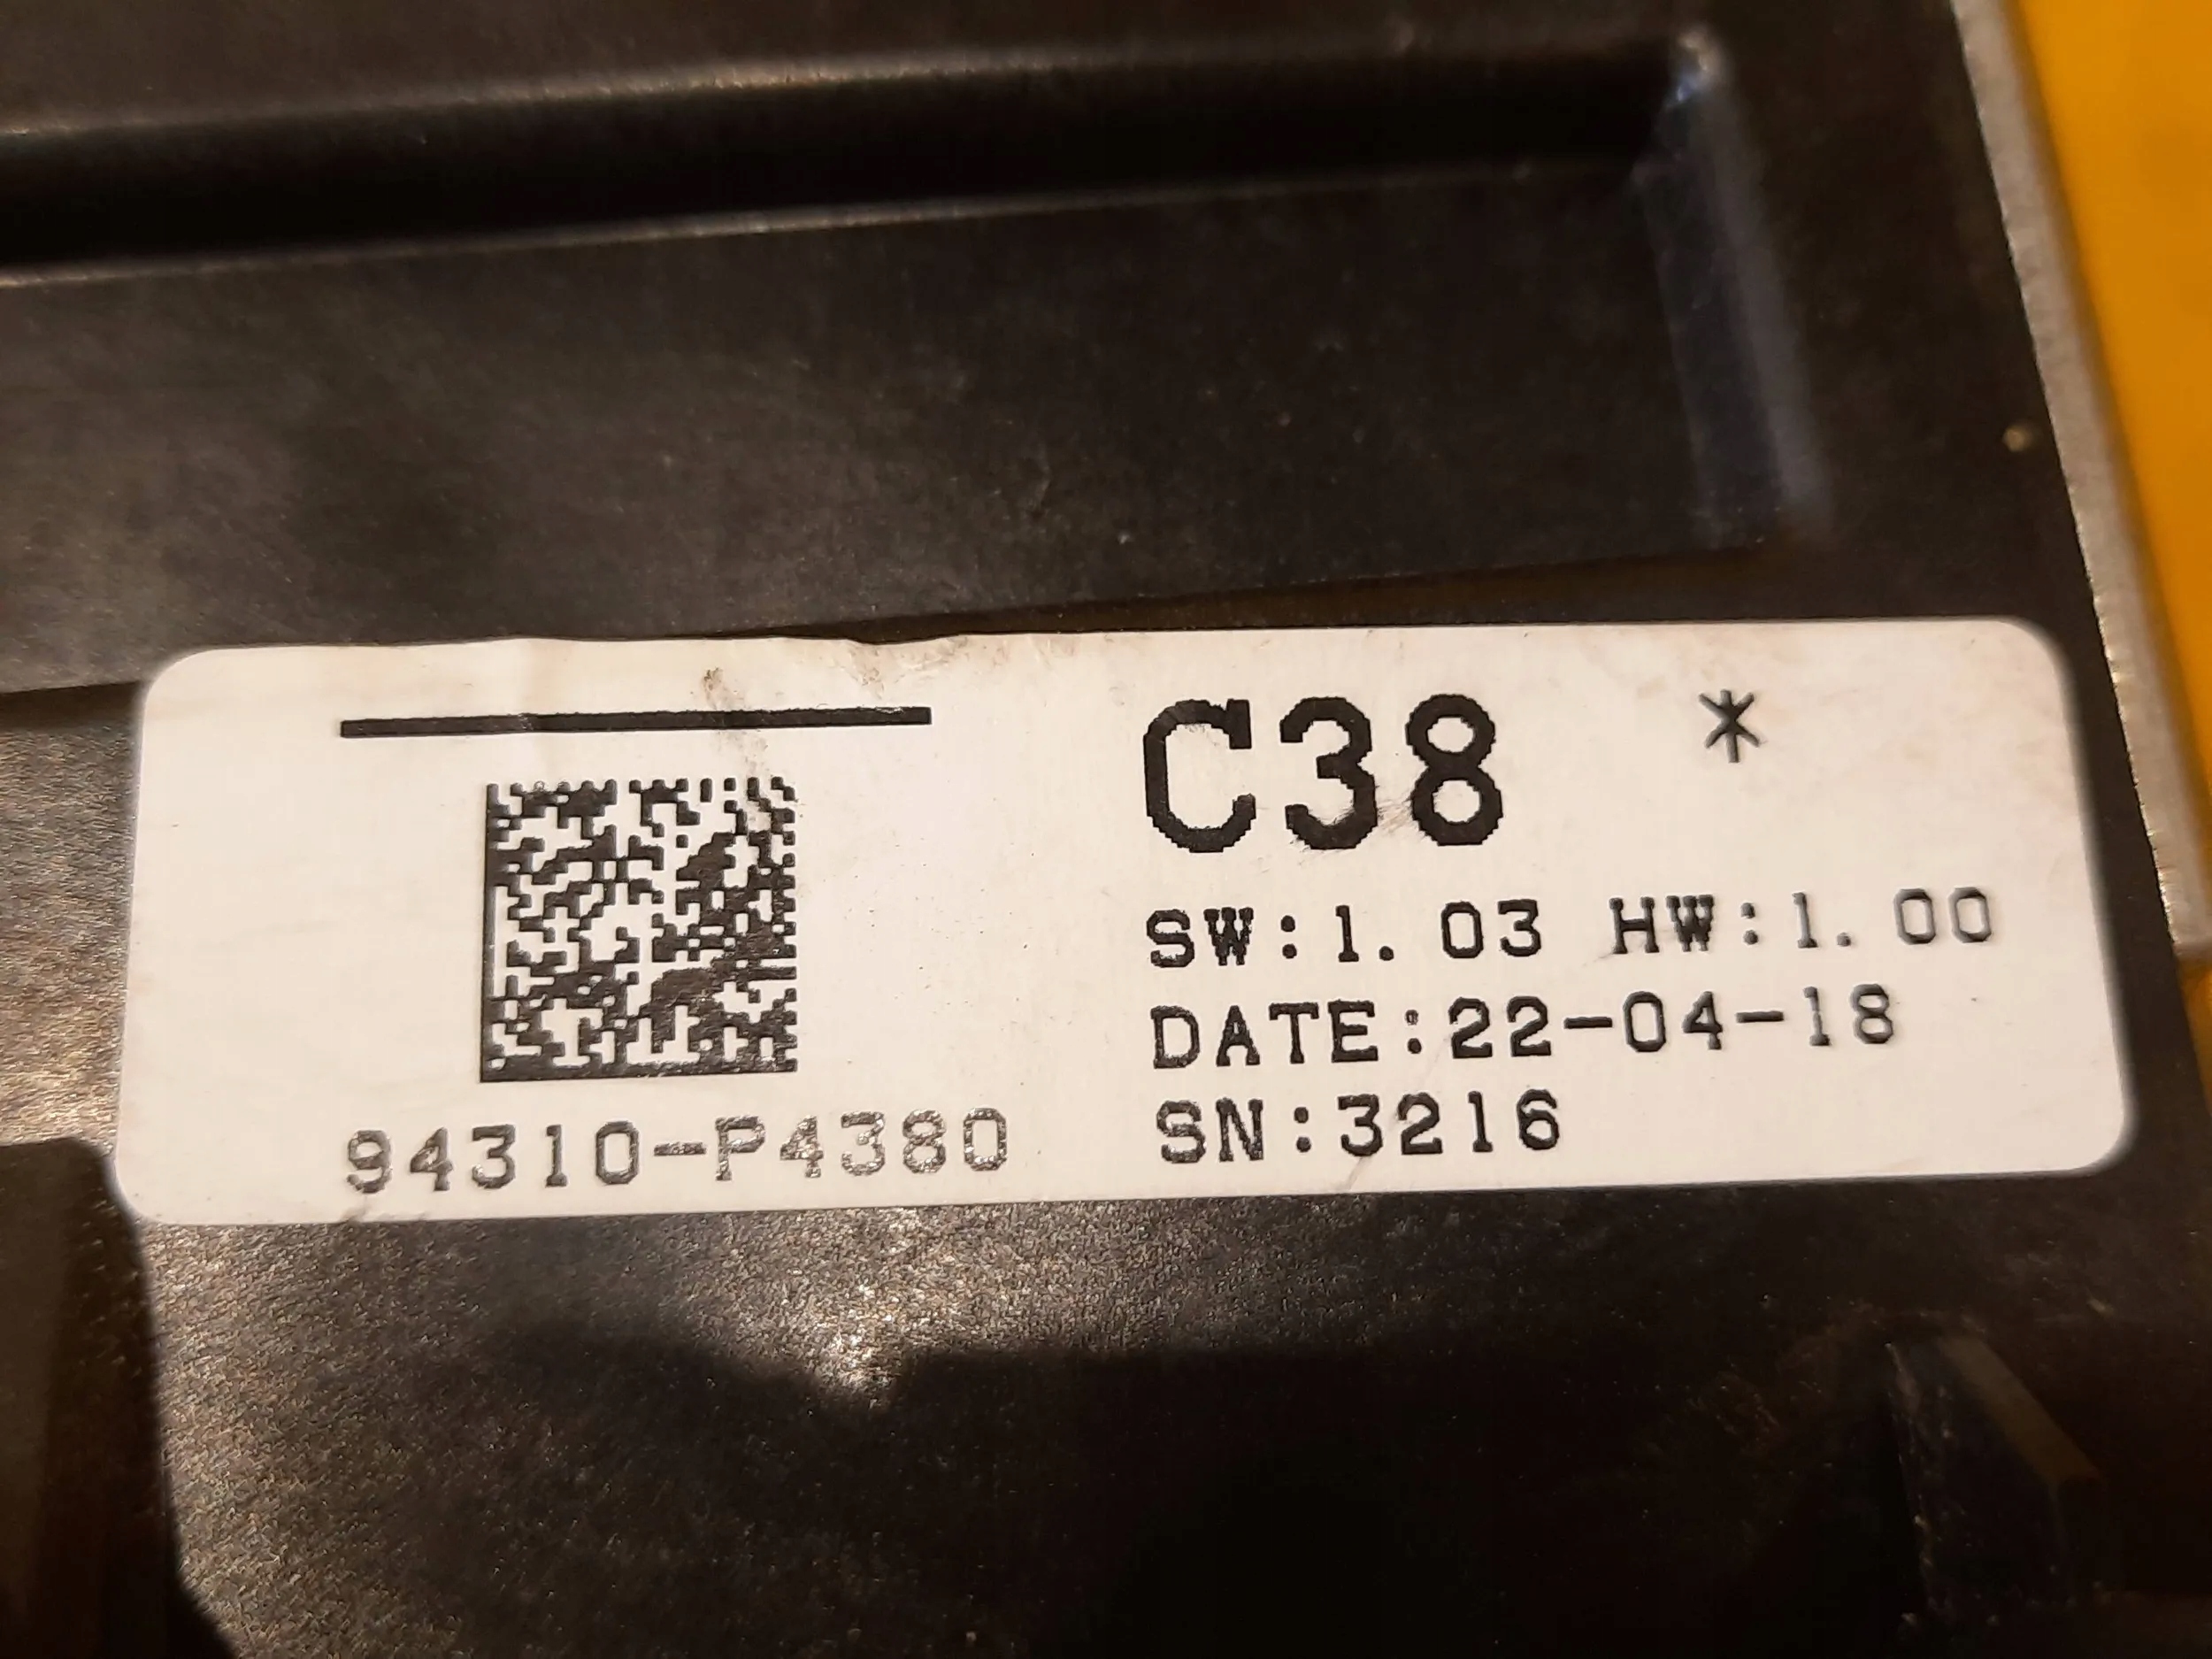 C38 *
SW:1.03 HW:1.00
DATE:22-04-18
SN:3216
94310-P4380